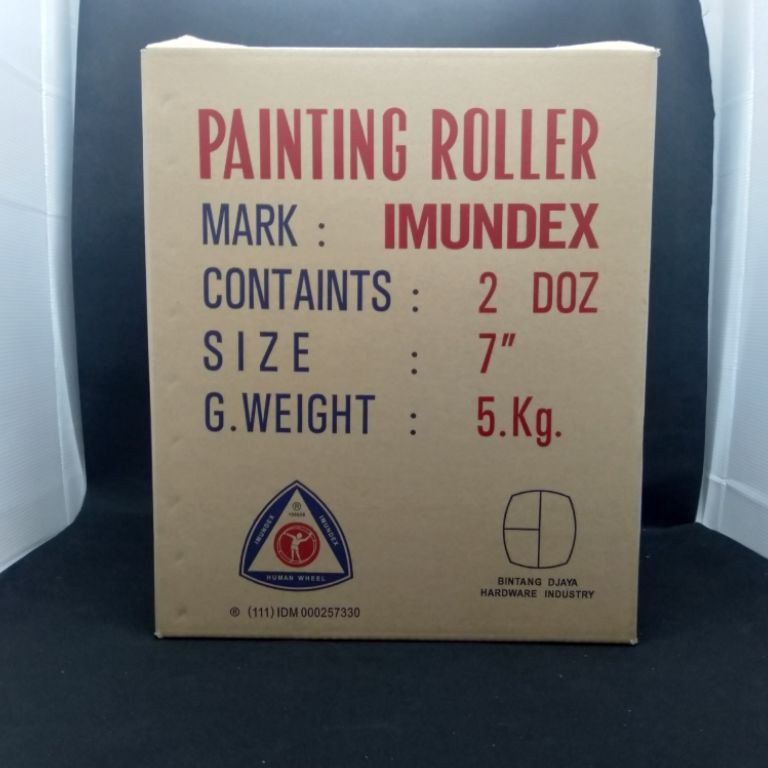 PAINTING ROLLER
MARK : IMUNDEX
CONTAINTS : 2 DOZ
SIZE : 7"
G.WEIGHT : 5.Kg.
®
IMUNDEX IMUNDEX
HUMAN WHEEL
® (111) IDM 000257330
BINTANG DJAYA
HARDWARE INDUSTRY